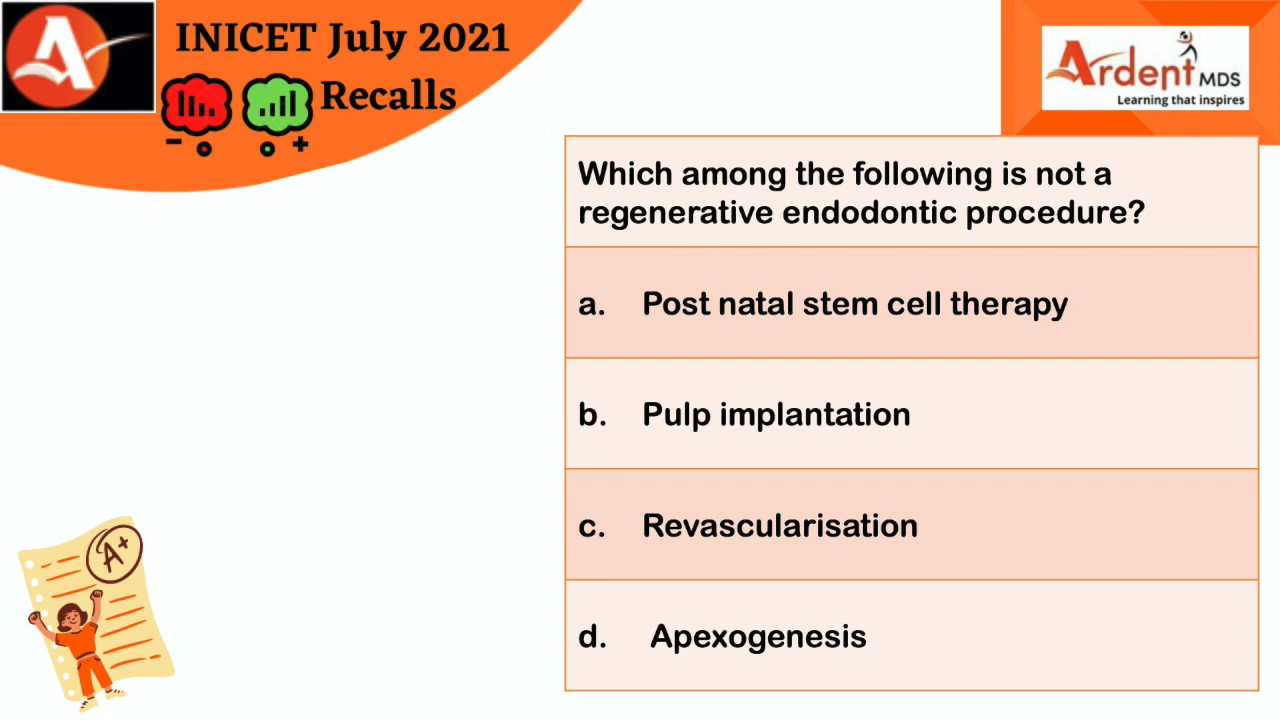 INICET July 2021
Recalls
Ardent MDS
Learning that inspires
Which among the following is not a
regenerative endodontic procedure?
a. Post natal stem cell therapy
b. Pulp implantation
c. Revascularisation
d. Apexogenesis
A+